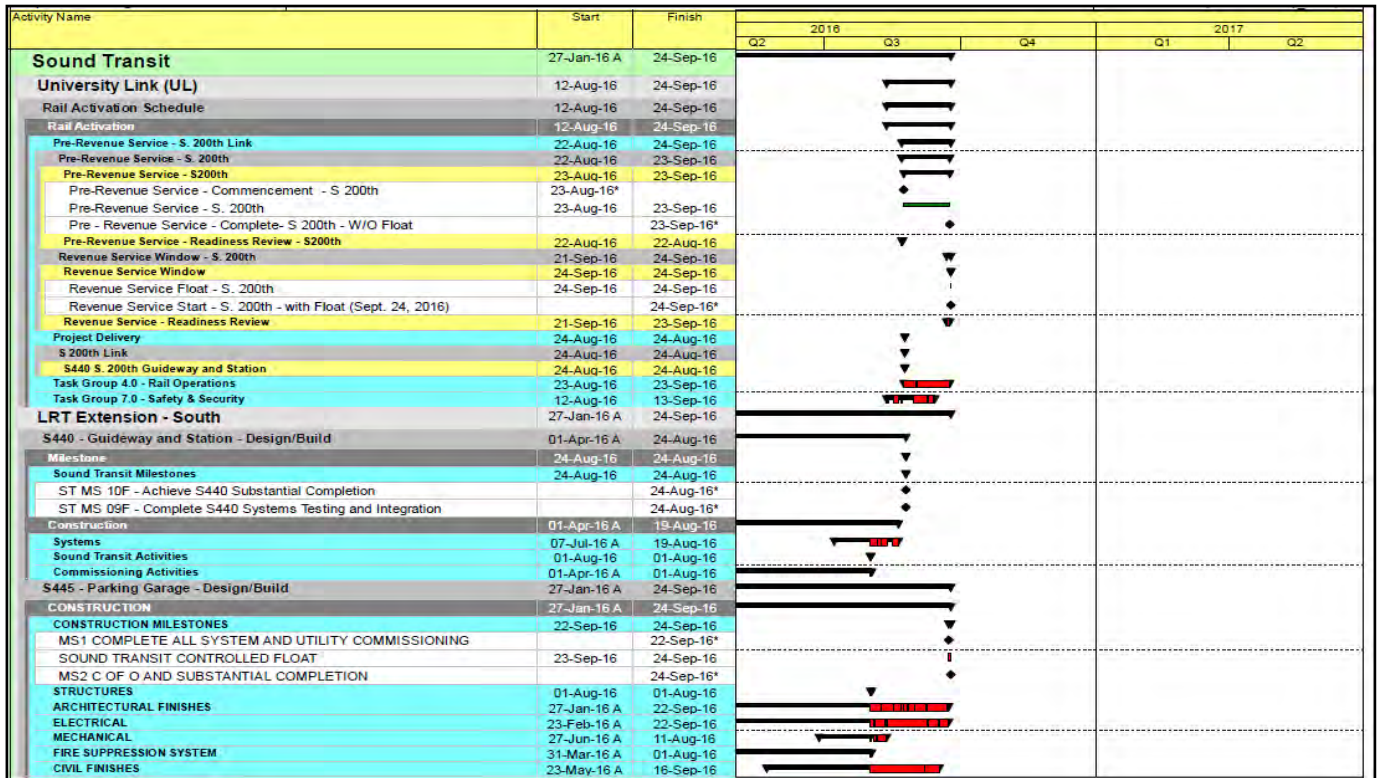 Activity Name Start Finish 2016 2017
Q2 Q3 Q4 Q1 Q2
Sound Transit 27-Jan-16 A 24-Sep-16
University Link (UL) 12-Aug-16 24-Sep-16
Rail Activation Schedule 12-Aug-16 24-Sep-16
Rail Activation 12-Aug-16 24-Sep-16
Pre-Revenue Service - S. 200th Link 22-Aug-16 24-Sep-16
Pre-Revenue Service - S. 200th 22-Aug-16 23-Sep-16
Pre-Revenue Service - S200th 23-Aug-16 23-Sep-16
Pre-Revenue Service - Commencement - S 200th 23-Aug-16*
Pre-Revenue Service - S. 200th 23-Aug-16 23-Sep-16
Pre - Revenue Service - Complete- S 200th - W/O Float 23-Sep-16*
Pre-Revenue Service - Readiness Review - S200th 22-Aug-16 22-Aug-16
Revenue Service Window - S. 200th 21-Sep-16 24-Sep-16
Revenue Service Window 24-Sep-16 24-Sep-16
Revenue Service Float - S. 200th 24-Sep-16 24-Sep-16
Revenue Service Start - S. 200th - with Float (Sept. 24, 2016) 24-Sep-16*
Revenue Service - Readiness Review 21-Sep-16 23-Sep-16
Project Delivery 24-Aug-16 24-Aug-16
S 200th Link 24-Aug-16 24-Aug-16
S440 S. 200th Guideway and Station 24-Aug-16 24-Aug-16
Task Group 4.0 - Rail Operations 23-Aug-16 23-Sep-16
Task Group 7.0 - Safety & Security 12-Aug-16 13-Sep-16
LRT Extension - South 27-Jan-16 A 24-Sep-16
S440 - Guideway and Station - Design/Build 01-Apr-16 A 24-Aug-16
Milestone 24-Aug-16 24-Aug-16
Sound Transit Milestones 24-Aug-16 24-Aug-16
ST MS 10F - Achieve S440 Substantial Completion 24-Aug-16*
ST MS 09F - Complete S440 Systems Testing and Integration 24-Aug-16*
Construction 01-Apr-16 A 19-Aug-16
Systems 07-Jul-16 A 19-Aug-16
Sound Transit Activities 01-Aug-16 01-Aug-16
Commissioning Activities 01-Apr-16 A 01-Aug-16
S445 - Parking Garage - Design/Build 27-Jan-16 A 24-Sep-16
CONSTRUCTION 27-Jan-16 A 24-Sep-16
CONSTRUCTION MILESTONES 22-Sep-16 24-Sep-16
MS1 COMPLETE ALL SYSTEM AND UTILITY COMMISSIONING 22-Sep-16*
SOUND TRANSIT CONTROLLED FLOAT 23-Sep-16 24-Sep-16
MS2 C OF O AND SUBSTANTIAL COMPLETION 24-Sep-16*
STRUCTURES 01-Aug-16 01-Aug-16
ARCHITECTURAL FINISHES 27-Jan-16 A 22-Sep-16
ELECTRICAL 23-Feb-16 A 22-Sep-16
MECHANICAL 27-Jun-16 A 11-Aug-16
FIRE SUPPRESSION SYSTEM 31-Mar-16 A 01-Aug-16
CIVIL FINISHES 23-May-16 A 16-Sep-16